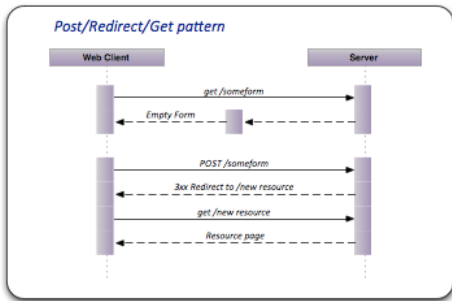 Post/Redirect/Get pattern
Web Client
Server
get /someform
Empty Form
POST /someform
3xx Redirect to /new resource
get /new resource
Resource page